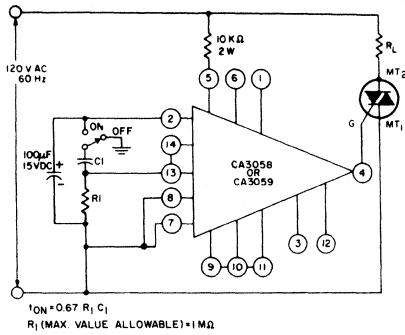 120 V AC
60 Hz
10 KΩ
2 W
RL
MT2
MT1
G
5
6
1
ON
OFF
2
14
13
8
7
C1
100μF
15VDC
+
-
R1
CA3058
OR
CA3059
4
3
12
9
10
11
tON = 0.67 R1 C1
R1 (MAX. VALUE ALLOWABLE) = 1 MΩ